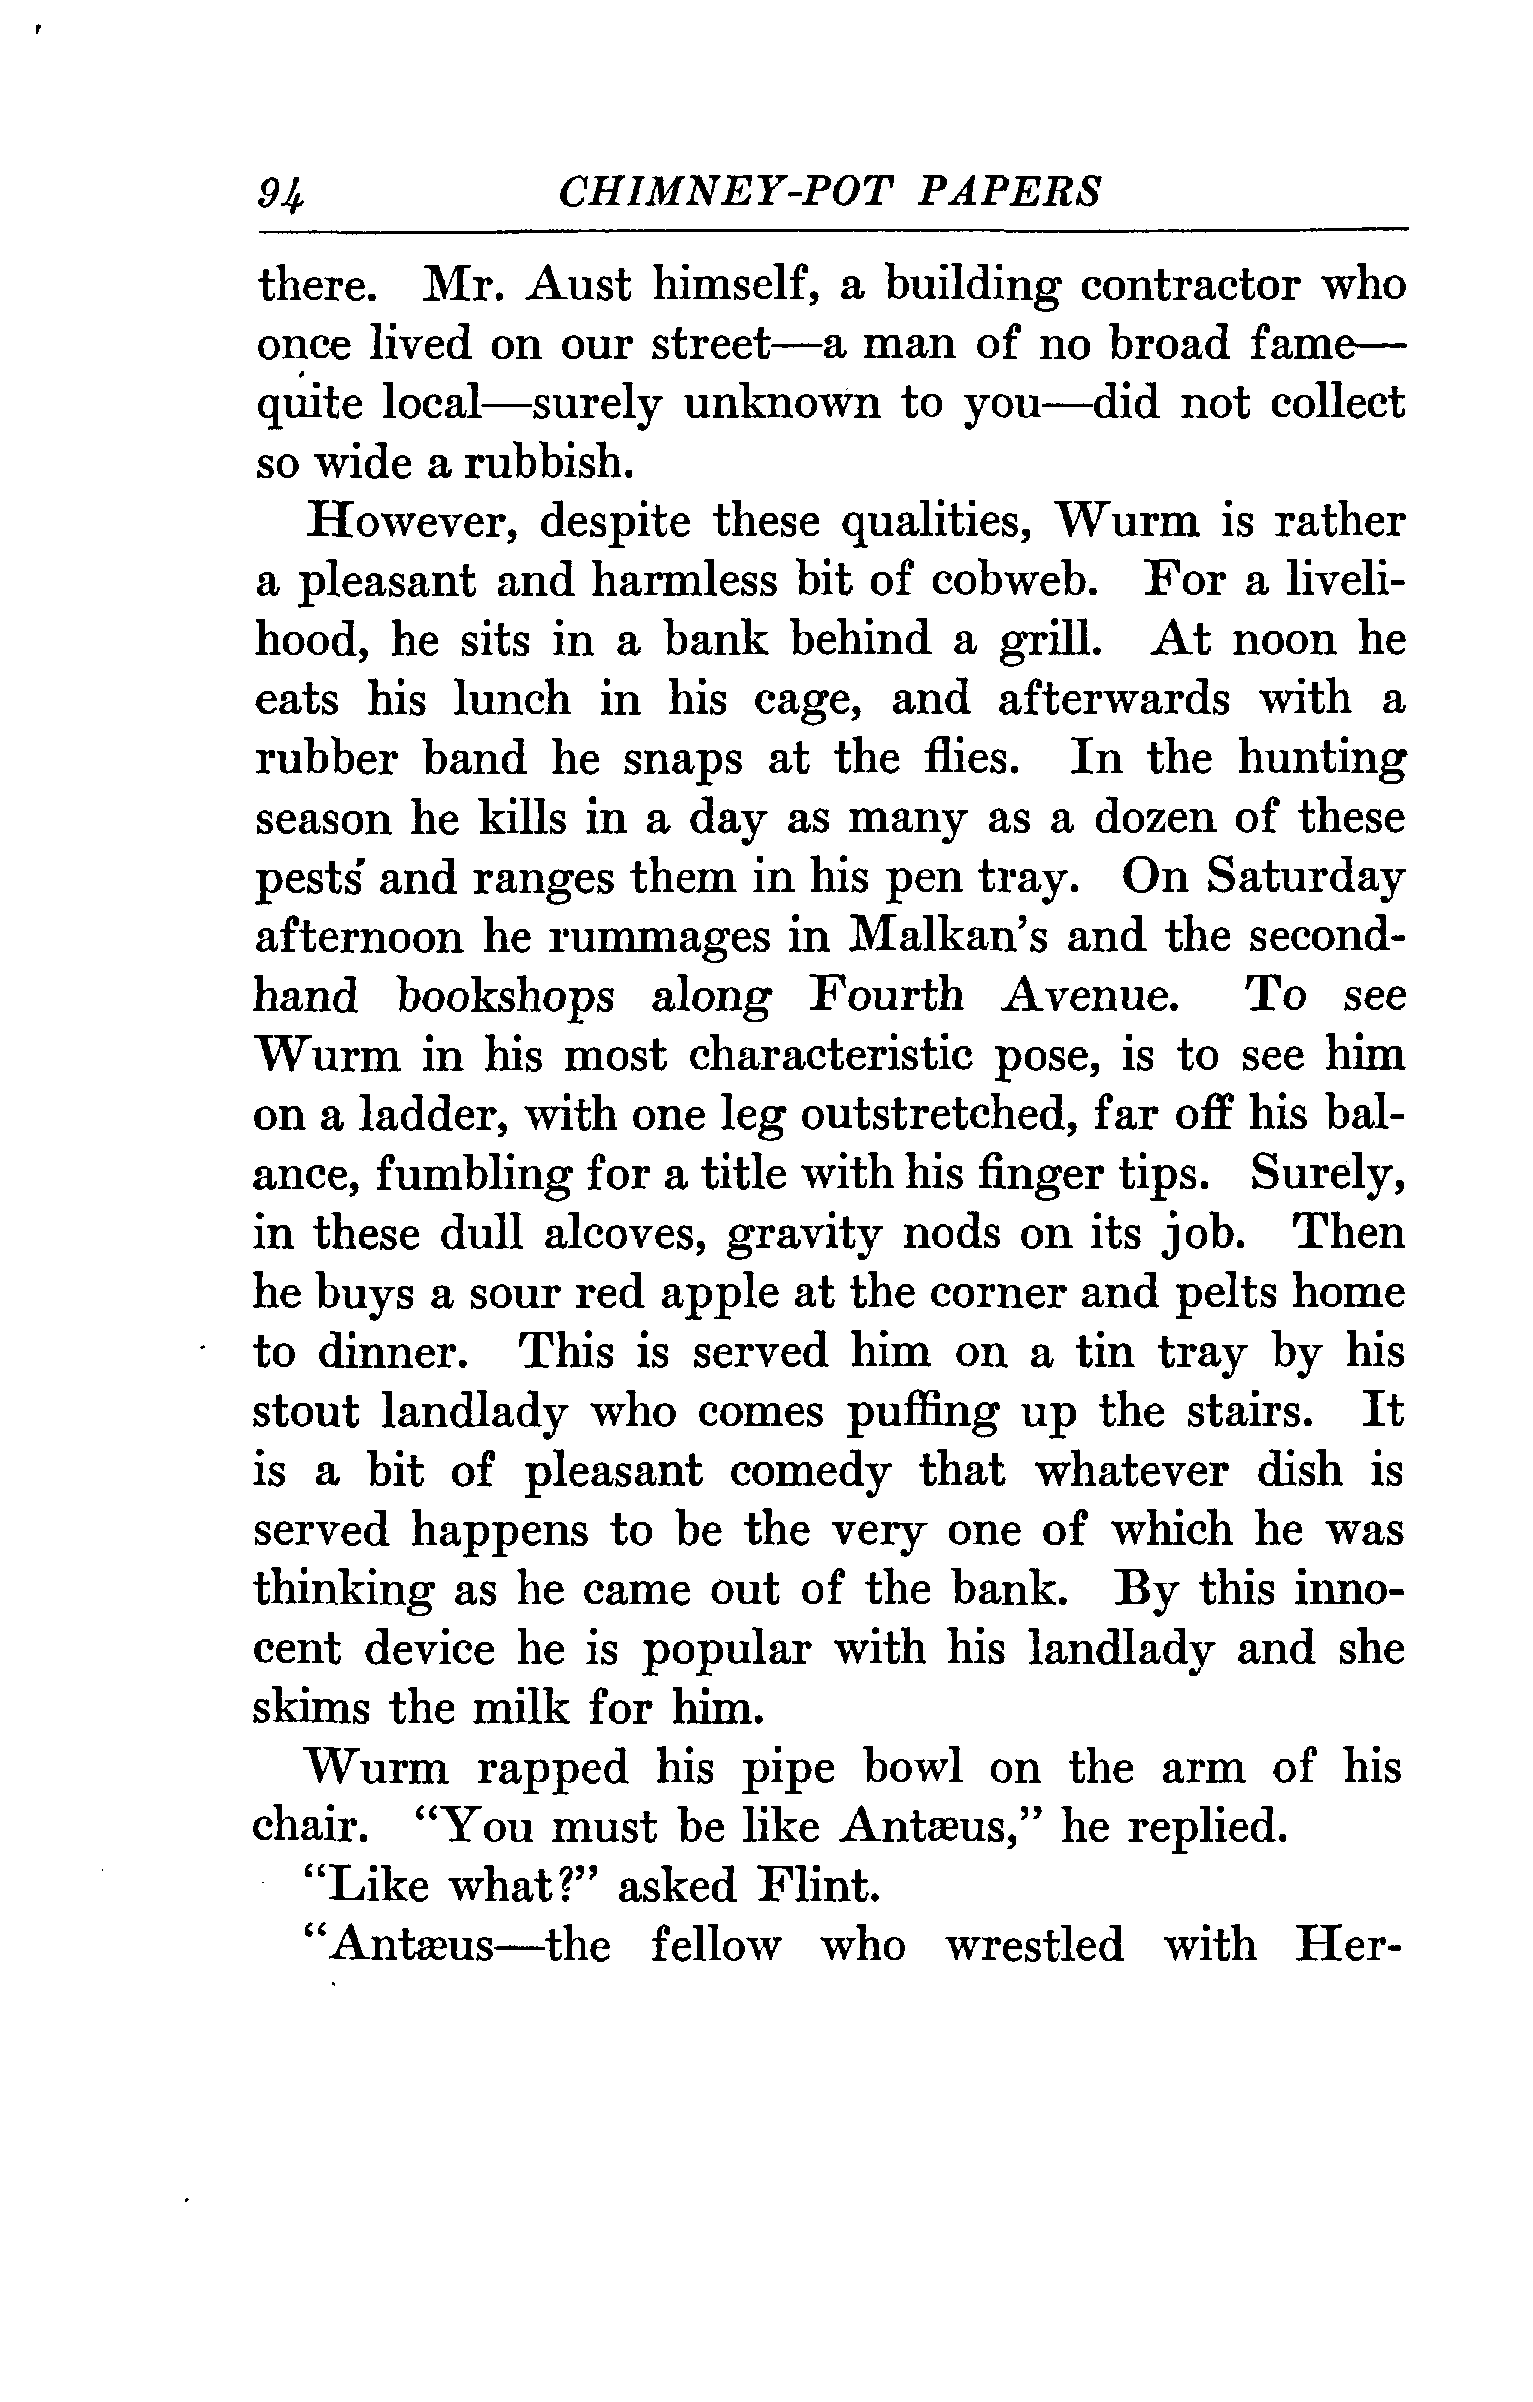 94 CHIMNEY-POT PAPERS
there. Mr. Aust himself, a building contractor who
once lived on our street—a man of no broad fame—
quite local—surely unknown to you—did not collect
so wide a rubbish.
However, despite these qualities, Wurm is rather
a pleasant and harmless bit of cobweb. For a liveli-
hood, he sits in a bank behind a grill. At noon he
eats his lunch in his cage, and afterwards with a
rubber band he snaps at the flies. In the hunting
season he kills in a day as many as a dozen of these
pests and ranges them in his pen tray. On Saturday
afternoon he rummages in Malkan's and the second-
hand bookshops along Fourth Avenue. To see
Wurm in his most characteristic pose, is to see him
on a ladder, with one leg outstretched, far off his bal-
ance, fumbling for a title with his finger tips. Surely,
in these dull alcoves, gravity nods on its job. Then
he buys a sour red apple at the corner and pelts home
to dinner. This is served him on a tin tray by his
stout landlady who comes puffing up the stairs. It
is a bit of pleasant comedy that whatever dish is
served happens to be the very one of which he was
thinking as he came out of the bank. By this inno-
cent device he is popular with his landlady and she
skims the milk for him.
Wurm rapped his pipe bowl on the arm of his
chair. "You must be like Antæus," he replied.
"Like what?" asked Flint.
"Antæus—the fellow who wrestled with Her-